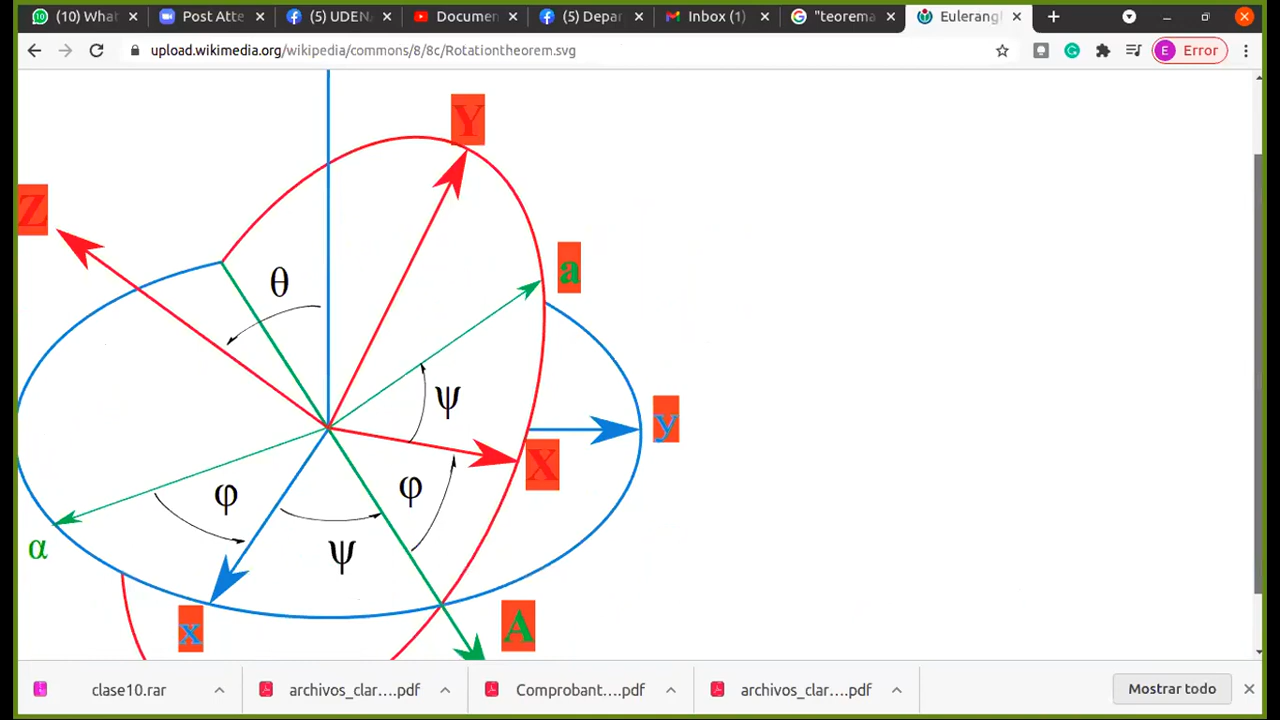 (10) What
Post Atte
(5) UDEN
Documen
(5) Depar
Inbox (1)
"teorema
Eulerang
upload.wikimedia.org/wikipedia/commons/8/8c/Rotationtheorem.svg
E Error
Y
Z
a
θ
ψ
y
X
φ
φ
α
ψ
x
A
clase10.rar
archivos_clar....pdf
Comprobant....pdf
archivos_clar....pdf
Mostrar todo